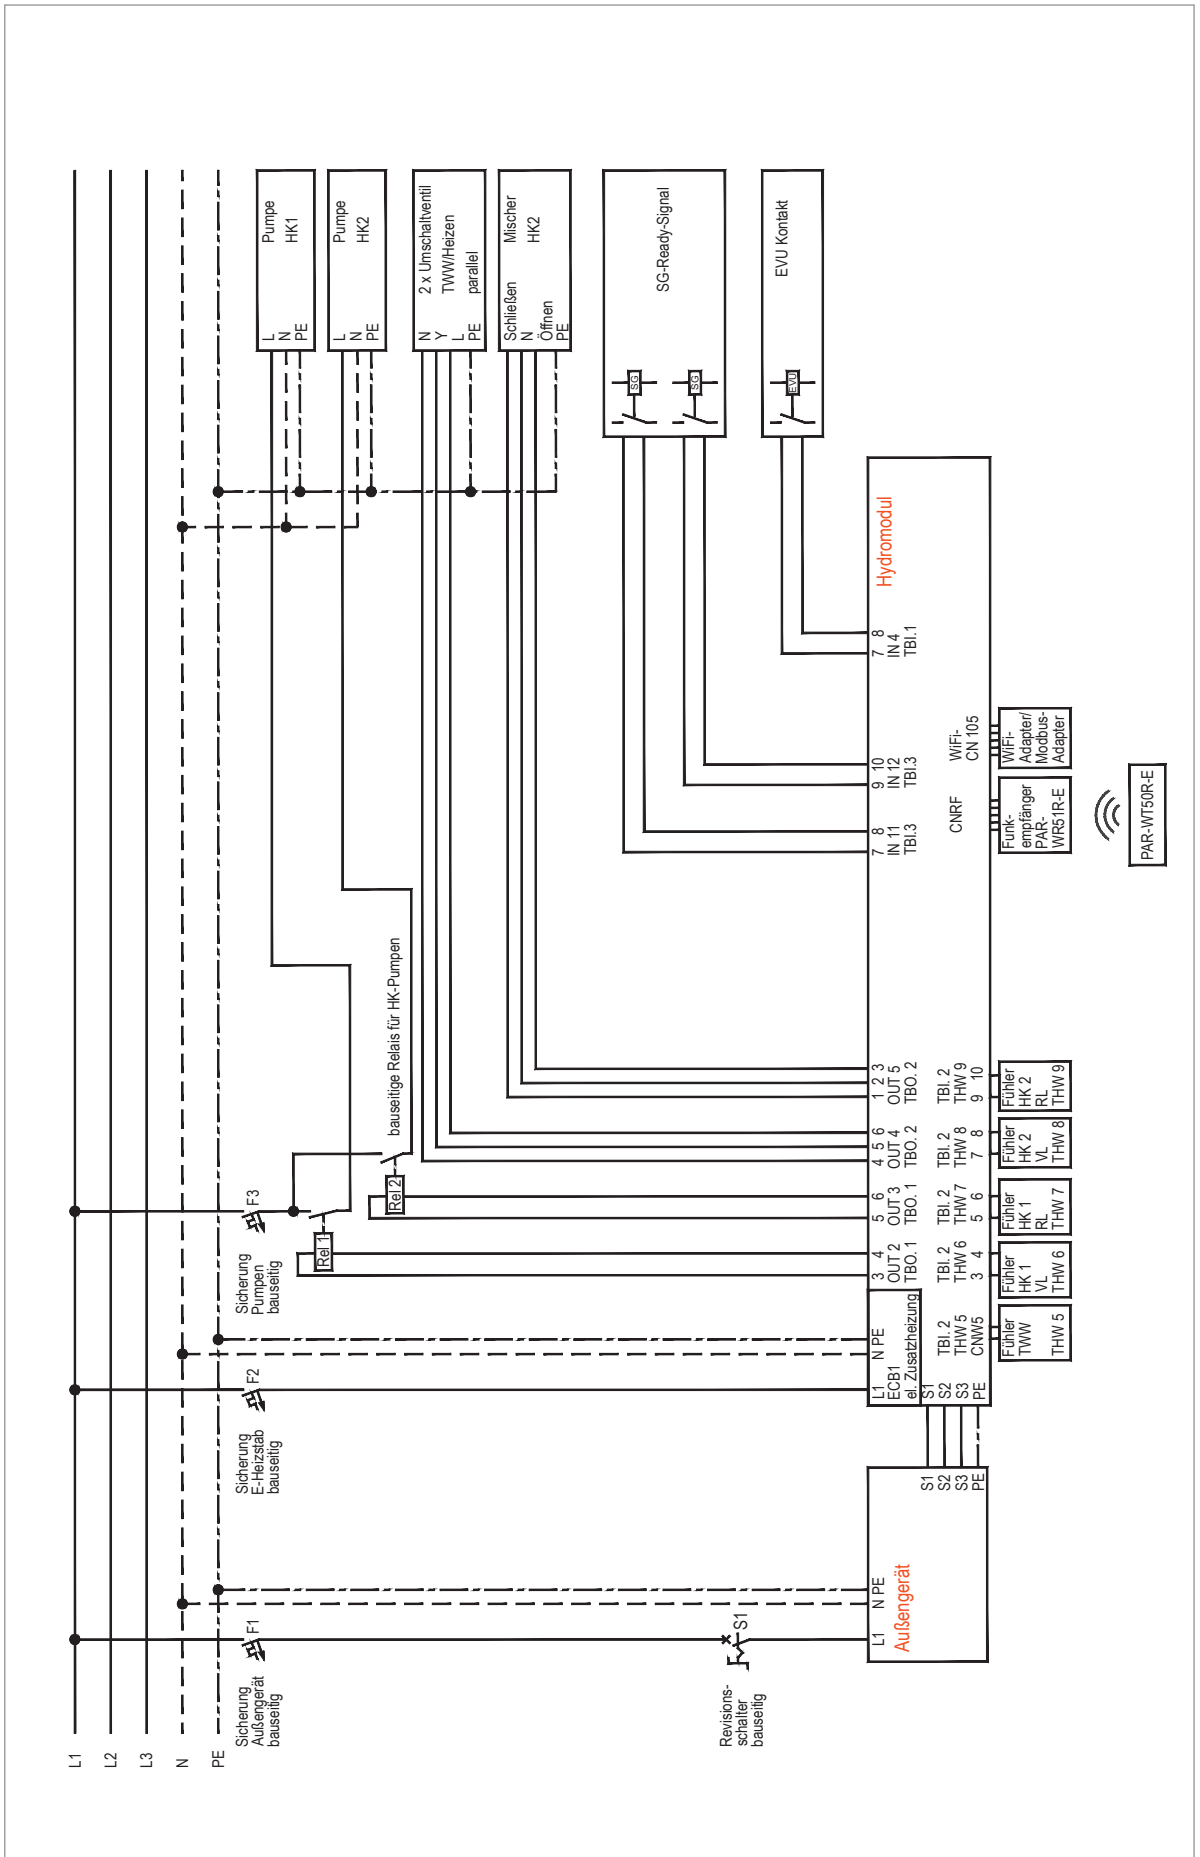 L1
L2
L3
N
PE
Sicherung
Außengerät
bauseitig
F1
Sicherung
E-Heizstab
bauseitig
F2
Sicherung
Pumpen
bauseitig
F3
Rel 1
Rel 2
bauseitige Relais für HK-Pumpen
Pumpe
HK1
L
N
PE
Pumpe
HK2
L
N
PE
2 x Umschaltventil
TWW/Heizen
parallel
N
Y
L
PE
Mischer
HK2
Schließen
N
Öffnen
PE
SG-Ready-Signal
SG
SG
EVU Kontakt
EVU
Revisions-
schalter
bauseitig
S1
Außengerät
L1
N PE
S1
S2
S3
PE
Hydromodul
L1
N PE
ECB1
el. Zusatzheizung
S1
S2
S3
PE
3 4
OUT 2
TBO. 1
5 6
OUT 3
TBO. 1
4 5 6
OUT 4
TBO. 2
1 2 3
OUT 5
TBO. 2
7 8
IN 11
TBI.3
9 10
IN 12
TBI.3
7 8
IN 4
TBI.1
TBI. 2
THW 5
CNW5
TBI. 2
THW 6
3 4
TBI. 2
THW 7
5 6
TBI. 2
THW 8
7 8
TBI. 2
THW 9
9 10
CNRF
WiFi-
CN 105
Fühler
TWW
THW 5
Fühler
HK 1
VL
THW 6
Fühler
HK 1
RL
THW 7
Fühler
HK 2
VL
THW 8
Fühler
HK 2
RL
THW 9
Funk-
empfänger
PAR-
WR51R-E
WiFi-
Adapter/
Modbus-
Adapter
PAR-WT50R-E